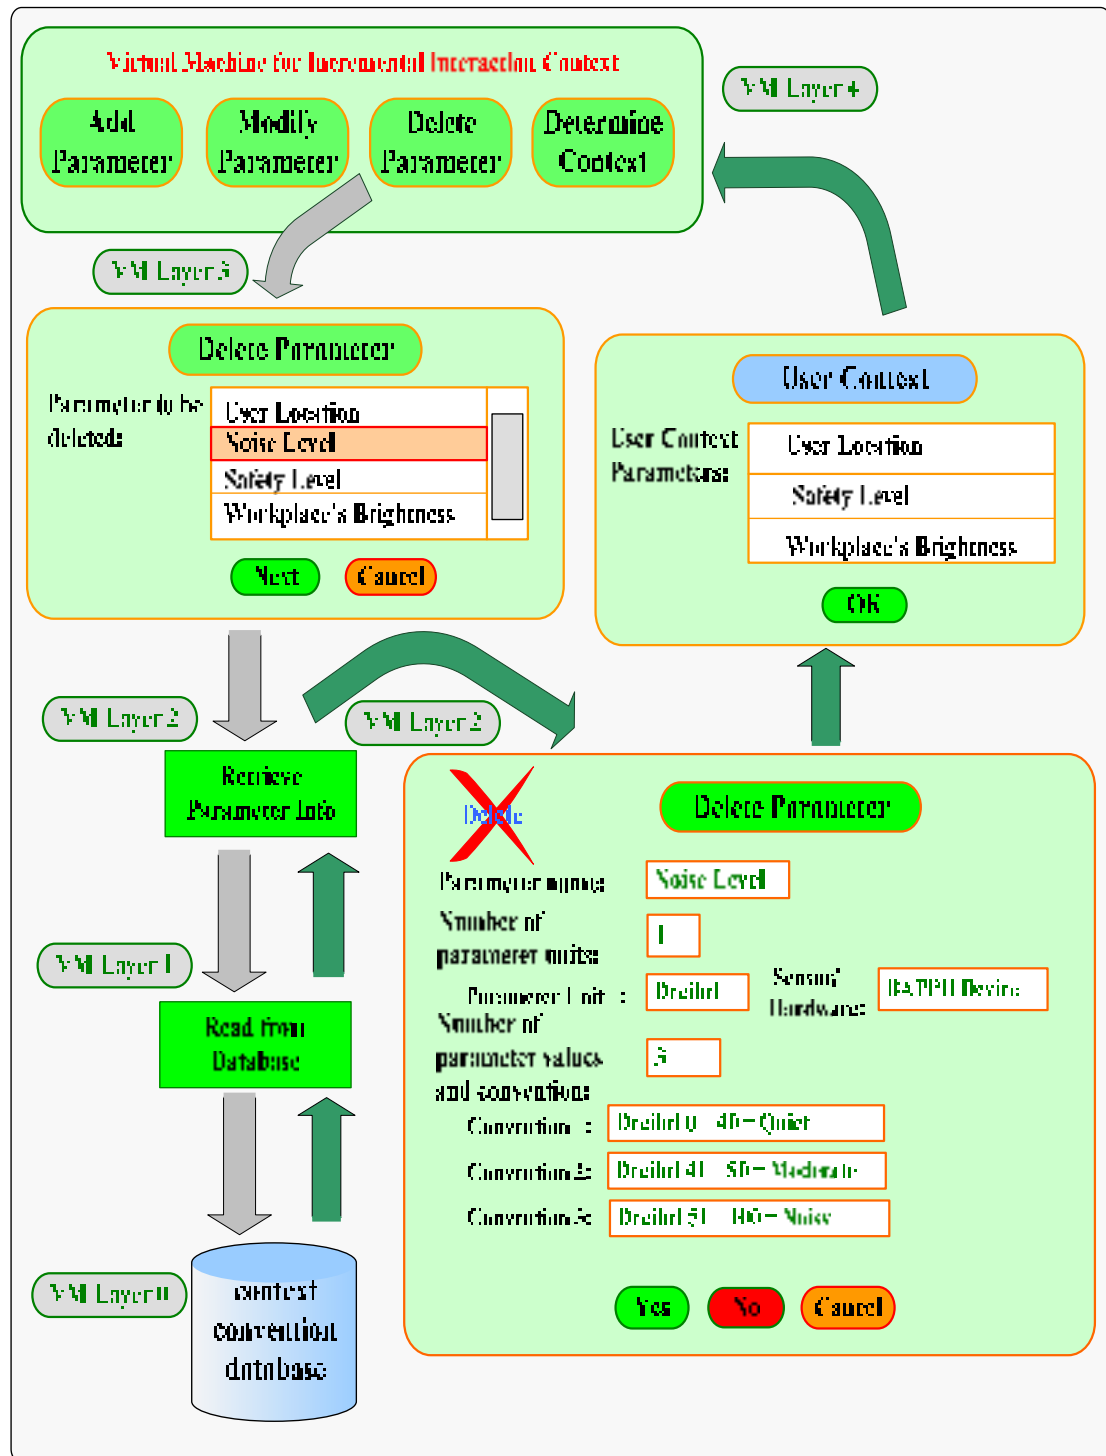 Virtual Machine for Incremental Interaction Context
VM Layer 4
Add
Parameter
Modify
Parameter
Delete
Parameter
Determine
Context
VM Layer 3
Delete Parameter
Parameter to be
deleted:
User Location
Noise Level
Safety Level
Workplace's Brightness
Next
Cancel
User Context
User Context
Parameters:
User Location
Safety Level
Workplace's Brightness
OK
VM Layer 2
VM Layer 2
Retrieve
Parameter Info
VM Layer 1
Read from
Database
VM Layer 0
context
convention
database
Delete
Delete Parameter
Parameter name:
Noise Level
Number of
parameter units:
1
Parameter Unit :
Decibel
Sensor/
Hardware:
Device
Number of
parameter values
and convention:
3
Convention :
Decibel 0 40 = Quiet
Convention 2:
Decibel 41 50 = Moderate
Convention 3:
Decibel 51 = Noisy
Yes
No
Cancel